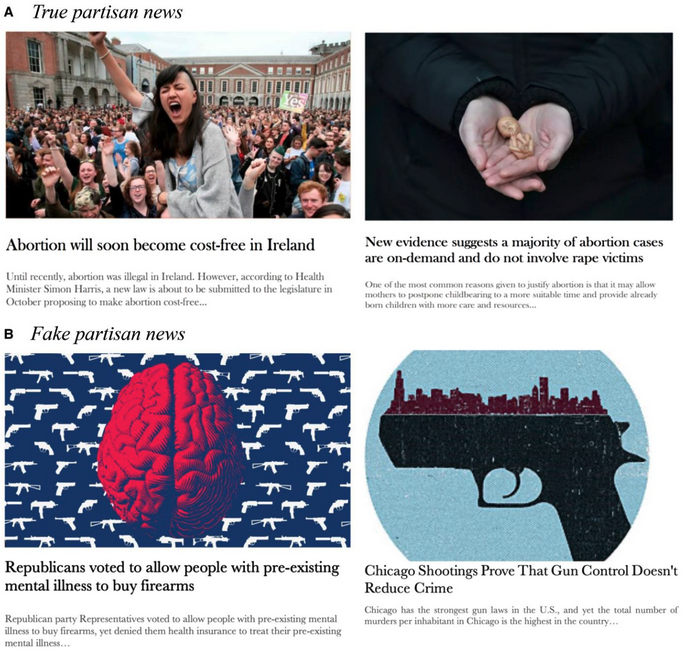 A True partisan news
Yes
Abortion will soon become cost-free in Ireland
Until recently, abortion was illegal in Ireland. However, according to Health
Minister Simon Harris, a new law is about to be submitted to the legislature in
October proposing to make abortion cost-free...
New evidence suggests a majority of abortion cases
are on-demand and do not involve rape victims
One of the most common reasons given to justify abortion is that it may allow
mothers to postpone childbearing to a more suitable time and provide already
born children with more care and resources...
B Fake partisan news
Republicans voted to allow people with pre-existing
mental illness to buy firearms
Republican party Representatives voted to allow people with pre-existing mental
illness to buy firearms, yet denied them health insurance to treat their pre-existing
mental illness…
Chicago Shootings Prove That Gun Control Doesn't
Reduce Crime
Chicago has the strongest gun laws in the U.S., and yet the total number of
murders per inhabitant in Chicago is the highest in the country…